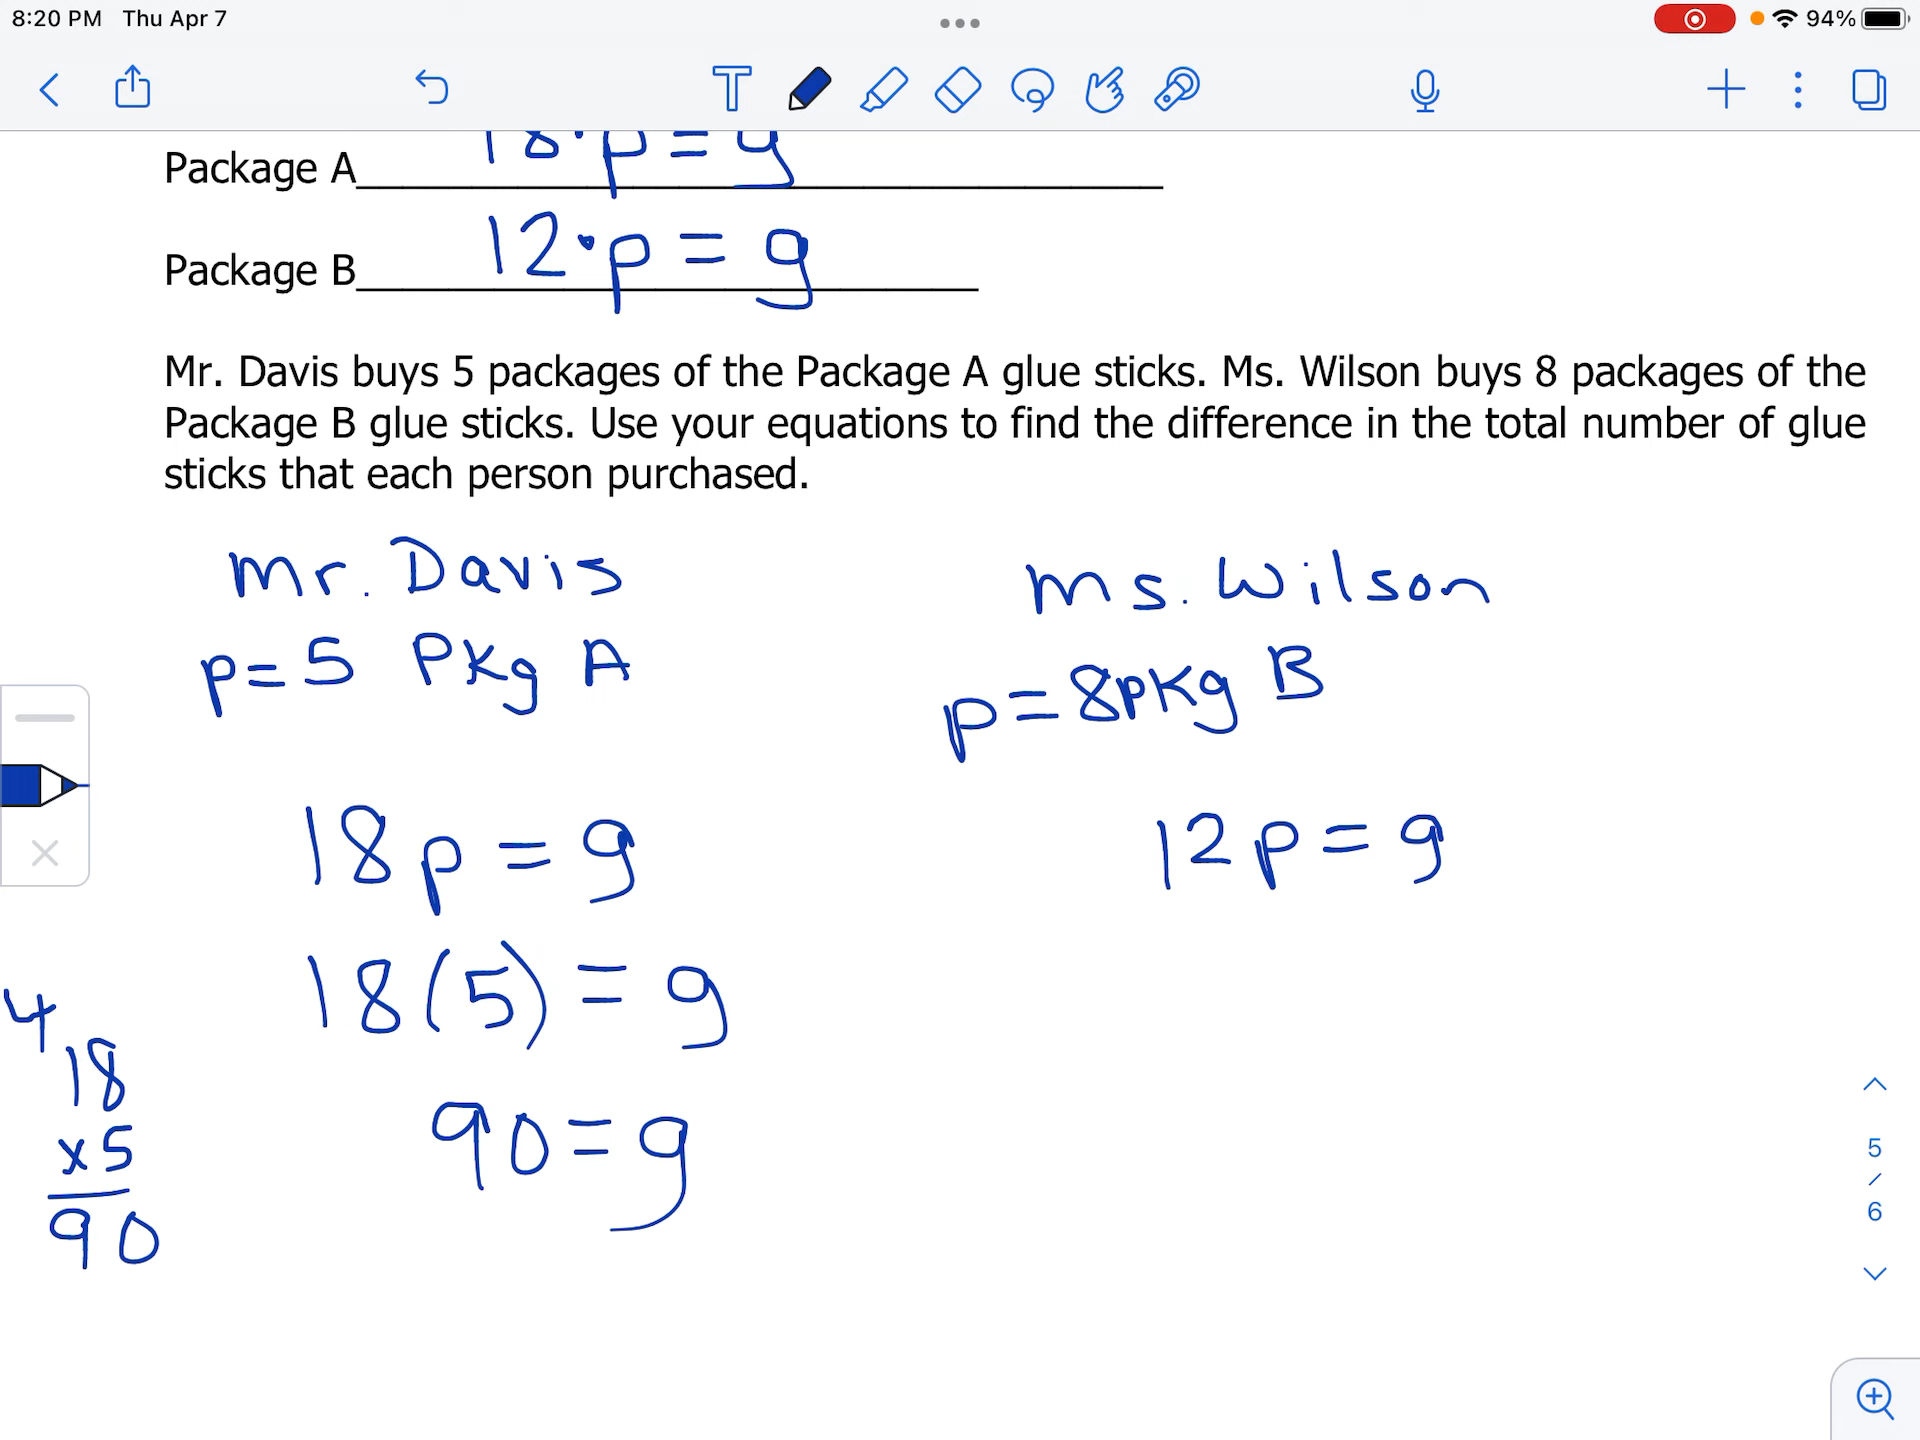 8:20 PM Thu Apr 7
94%
T
Package A 18·p=g
Package B 12·p=g
Mr. Davis buys 5 packages of the Package A glue sticks. Ms. Wilson buys 8 packages of the
Package B glue sticks. Use your equations to find the difference in the total number of glue
sticks that each person purchased.
Mr. Davis
p=5 Pkg A
Ms. Wilson
p=8pkg B
18p=g
12p=g
18(5)=g
90=g
4
18
x5
90
5
/
6